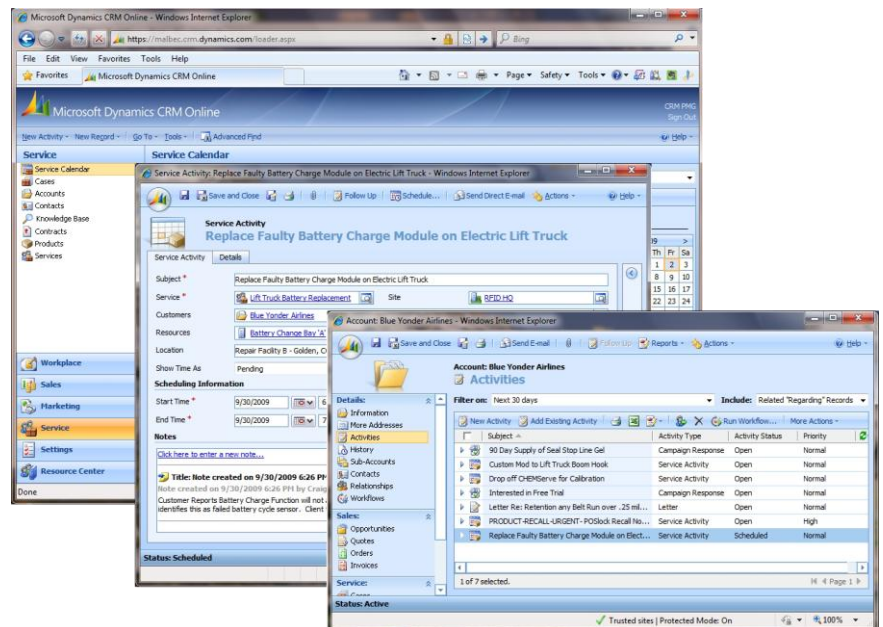 Microsoft Dynamics CRM Online - Windows Internet Explorer
https://malbec.crm.dynamics.com/loader.aspx
Bing
File Edit View Favorites Tools Help
Favorites Microsoft Dynamics CRM Online
Page Safety Tools
Microsoft Dynamics CRM Online
CRM PMG
Sign Out
New Activity New Record Go To Tools Advanced Find Help
Service
Service Calendar
Cases
Accounts
Contacts
Knowledge Base
Contracts
Products
Services
Workplace
Sales
Marketing
Service
Settings
Resource Center
Done
Service Calendar
Th Fr Sa
1 2 3
8 9 10
15 16 17
22 23 24
Service Activity: Replace Faulty Battery Charge Module on Electric Lift Truck - Windows Internet Explorer
Save and Close Follow Up Schedule... Send Direct E-mail Actions Help
Service Activity
Replace Faulty Battery Charge Module on Electric Lift Truck
Service Activity Details
Subject * Replace Faulty Battery Charge Module on Electric Lift Truck
Service * Lift Truck Battery Replacement Site RFID HQ
Customers Blue Yonder Airlines
Resources Battery Change Bay 'A'
Location Repair Facility B - Golden, C
Show Time As Pending
Scheduling Information
Start Time * 9/30/2009 6
End Time * 9/30/2009 7
Notes
Click here to enter a new note...
Title: Note created on 9/30/2009 6:26 P
Note created on 9/30/2009 6:26 PM by Craig
Customer Reports Battery Charge Function will not
identifies this as failed battery cycle sensor. Client
Status: Scheduled
Account: Blue Yonder Airlines - Windows Internet Explorer
Save and Close Send E-mail Follow Up Reports Actions Help
Account: Blue Yonder Airlines
Activities
Details:
Information
More Addresses
Activities
History
Sub-Accounts
Contacts
Relationships
Workflows
Sales:
Opportunities
Quotes
Orders
Invoices
Service:
Cases
Filter on: Next 30 days Include: Related "Regarding" Records
New Activity Add Existing Activity Run Workflow... More Actions
Subject Activity Type Activity Status Priority
90 Day Supply of Seal Stop Line Gel Campaign Response Open Normal
Custom Mod to Lift Truck Boom Hook Service Activity Open Normal
Drop off CHEMServe for Calibration Service Activity Open Normal
Interested in Free Trial Campaign Response Open Normal
Letter Re: Retention any Belt Run over .25 mil... Letter Open Normal
PRODUCT-RECALL-URGENT- POSlock Recall No... Service Activity Open High
Replace Faulty Battery Charge Module on Elect... Service Activity Scheduled Normal
1 of 7 selected. Page 1
Status: Active
Trusted sites | Protected Mode: On 100%